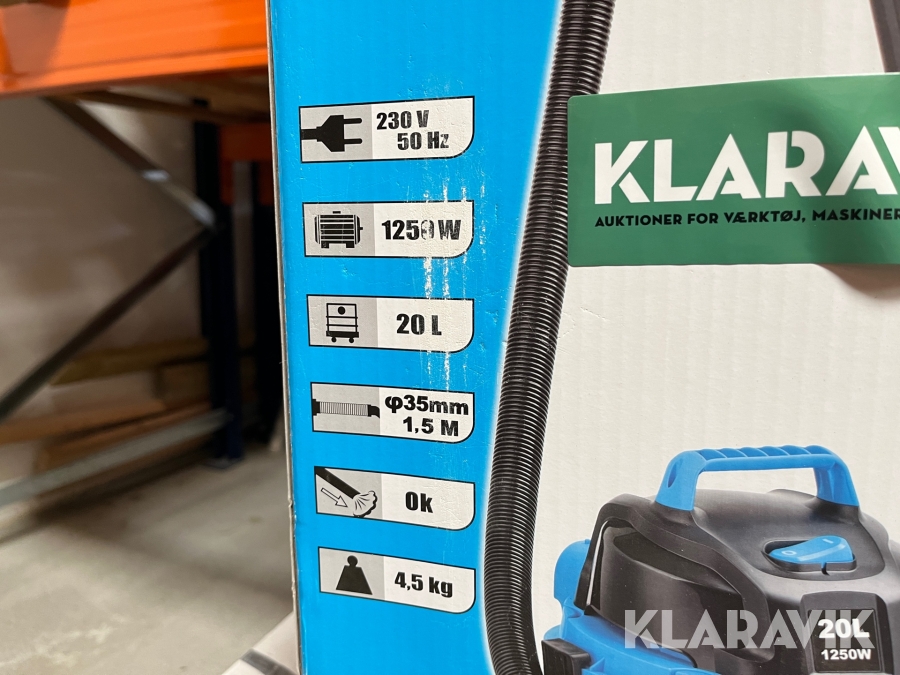 230 V
50 Hz
1250 W
20 L
φ35mm
1,5 M
Ok
4,5 kg
KLARAV
AUKTIONER FOR VÆRKTØJ, MASKINER
20L
1250W
KLARAVIK